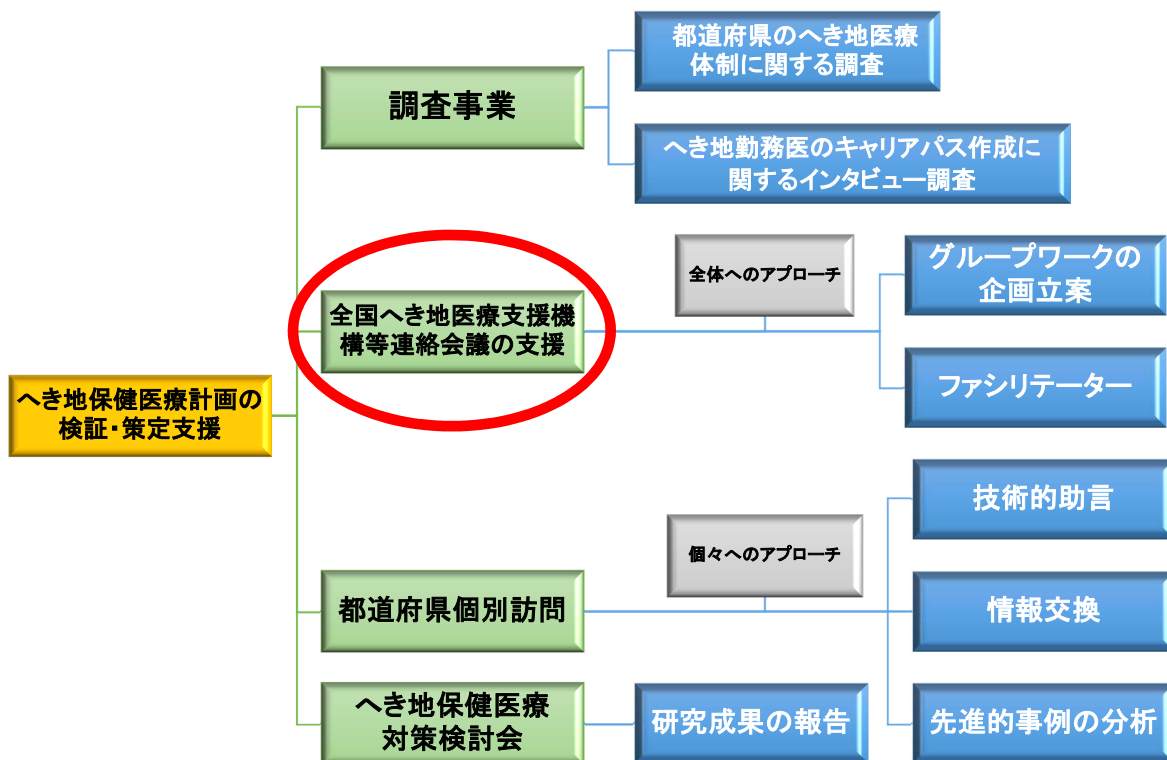 都道府県のへき地医療
体制に関する調査
調査事業
へき地勤務医のキャリアパス作成に
関するインタビュー調査
全体へのアプローチ
グループワークの
企画立案
全国へき地医療支援機
構等連絡会議の支援
ファシリテーター
へき地保健医療計画の
検証・策定支援
技術的助言
個々へのアプローチ
都道府県個別訪問
情報交換
へき地保健医療
対策検討会
研究成果の報告
先進的事例の分析